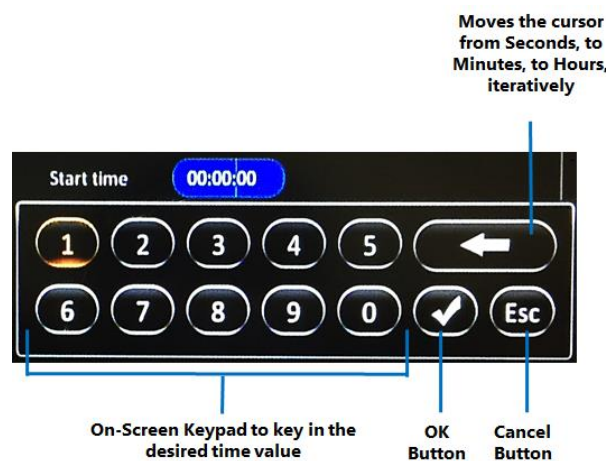 Moves the cursor
from Seconds, to
Minutes, to Hours,
iteratively
Start time 00:00:00
1 2 3 4 5
6 7 8 9 0 Esc
On-Screen Keypad to key in the
desired time value
OK
Button
Cancel
Button